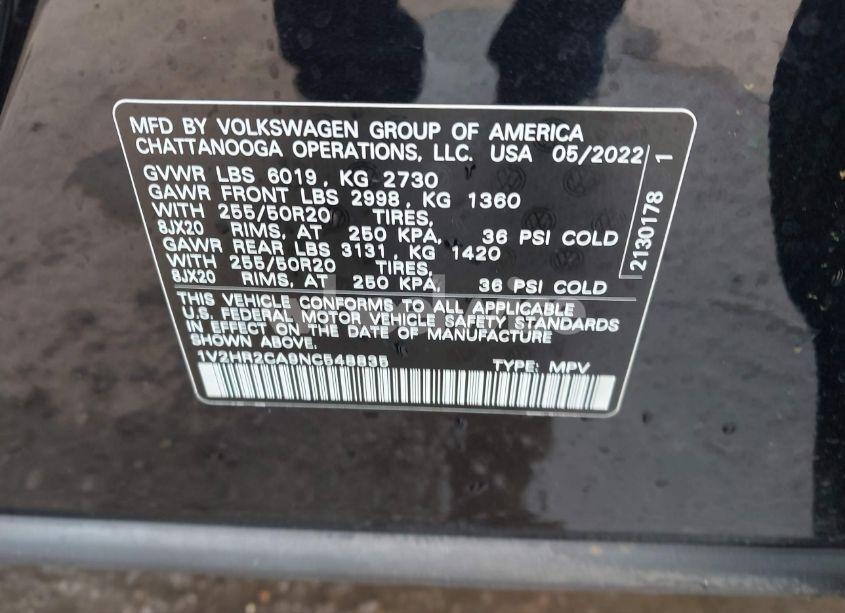 MFD BY VOLKSWAGEN GROUP OF AMERICA
CHATTANOOGA OPERATIONS, LLC. USA 05/2022
GVWR LBS 6019, KG 2730
GAWR FRONT LBS 2998, KG 1360
WITH 255/50R20 TIRES,
8JX20 RIMS, AT 250 KPA, 36 PSI COLD
GAWR REAR LBS 3131, KG 1420
WITH 255/50R20 TIRES,
8JX20 RIMS, AT 250 KPA, 36 PSI COLD
THIS VEHICLE CONFORMS TO ALL APPLICABLE
U.S. FEDERAL MOTOR VEHICLE SAFETY STANDARDS
IN EFFECT ON THE DATE OF MANUFACTURE
SHOWN ABOVE.
1V2HR2CA9NC548835 TYPE: MPV
2130178 1